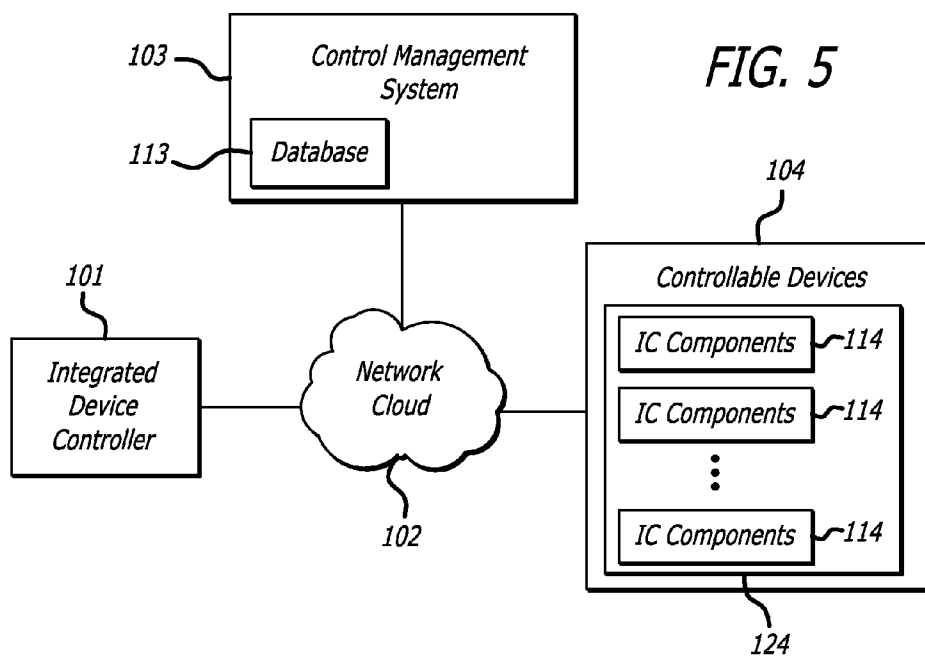 FIG. 5
103
Control Management
System
113
Database
104
Controllable Devices
101
Integrated
Device
Controller
Network
Cloud
102
IC Components
114
IC Components
114
IC Components
114
124